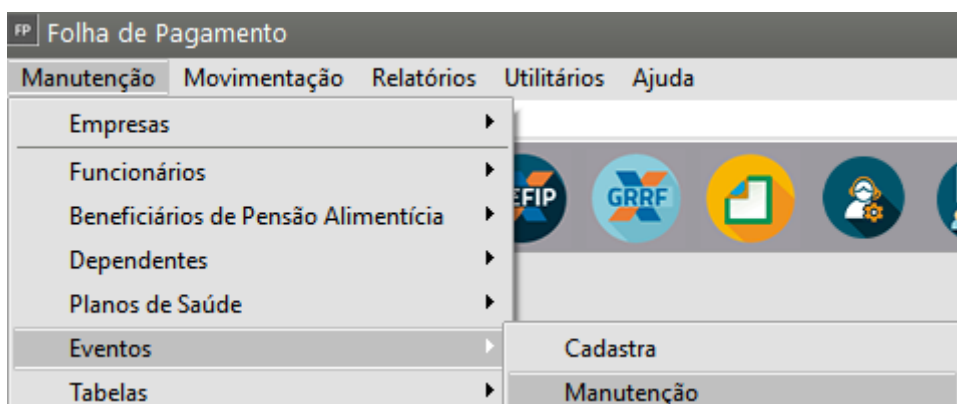 FP Folha de Pagamento
Manutenção Movimentação Relatórios Utilitários Ajuda
Empresas
Funcionários
EFIP GRRF
Beneficiários de Pensão Alimentícia
Dependentes
Planos de Saúde
Eventos
Cadastra
Tabelas
Manutenção